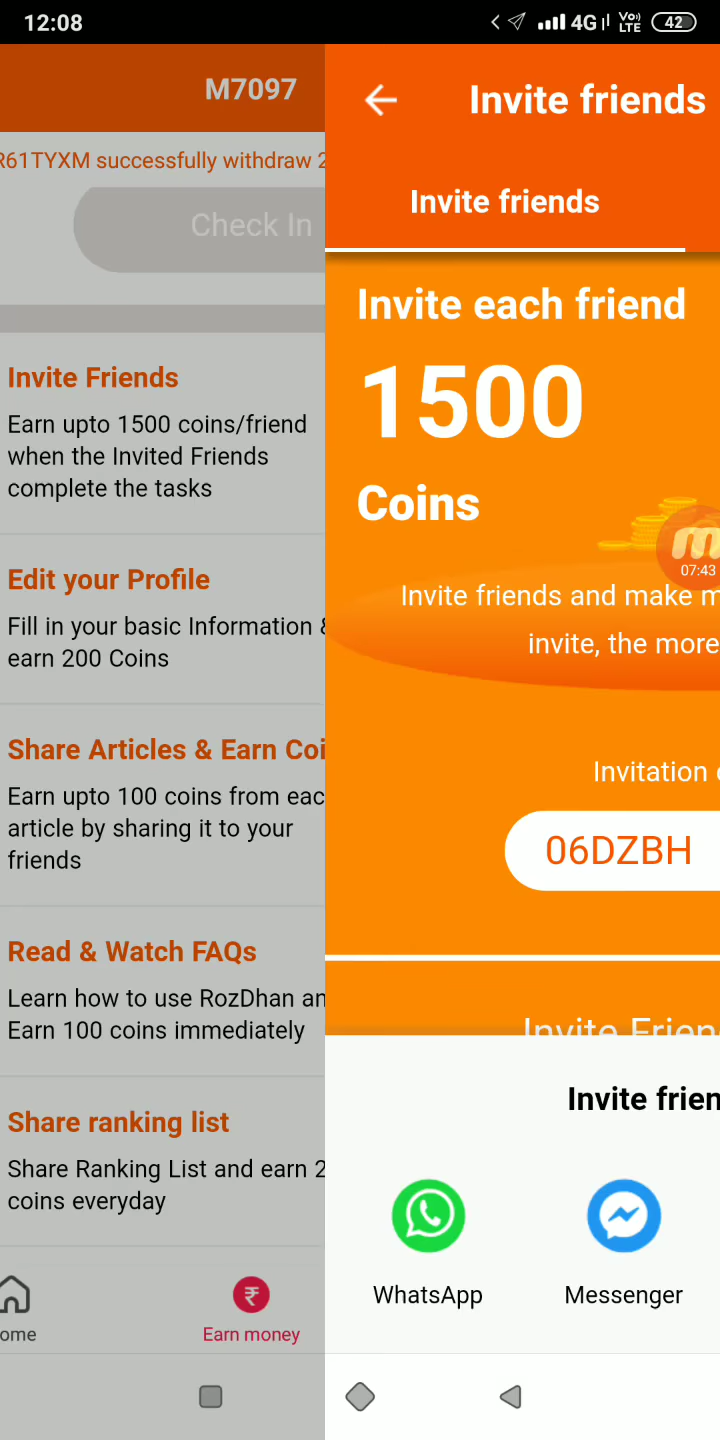 12:08
4G
Vo)) LTE
42
M7097
R61TYXM successfully withdraw 2
Check In
Invite Friends
Earn upto 1500 coins/friend
when the Invited Friends
complete the tasks
Edit your Profile
Fill in your basic Information &
earn 200 Coins
Share Articles & Earn Coi
Earn upto 100 coins from eac
article by sharing it to your
friends
Read & Watch FAQs
Learn how to use RozDhan an
Earn 100 coins immediately
Share ranking list
Share Ranking List and earn 2
coins everyday
ome
Earn money
Invite friends
Invite friends
Invite each friend
1500
Coins
m
07:43
Invite friends and make m
invite, the more
Invitation
06DZBH
Invite Frien
Invite frien
WhatsApp
Messenger